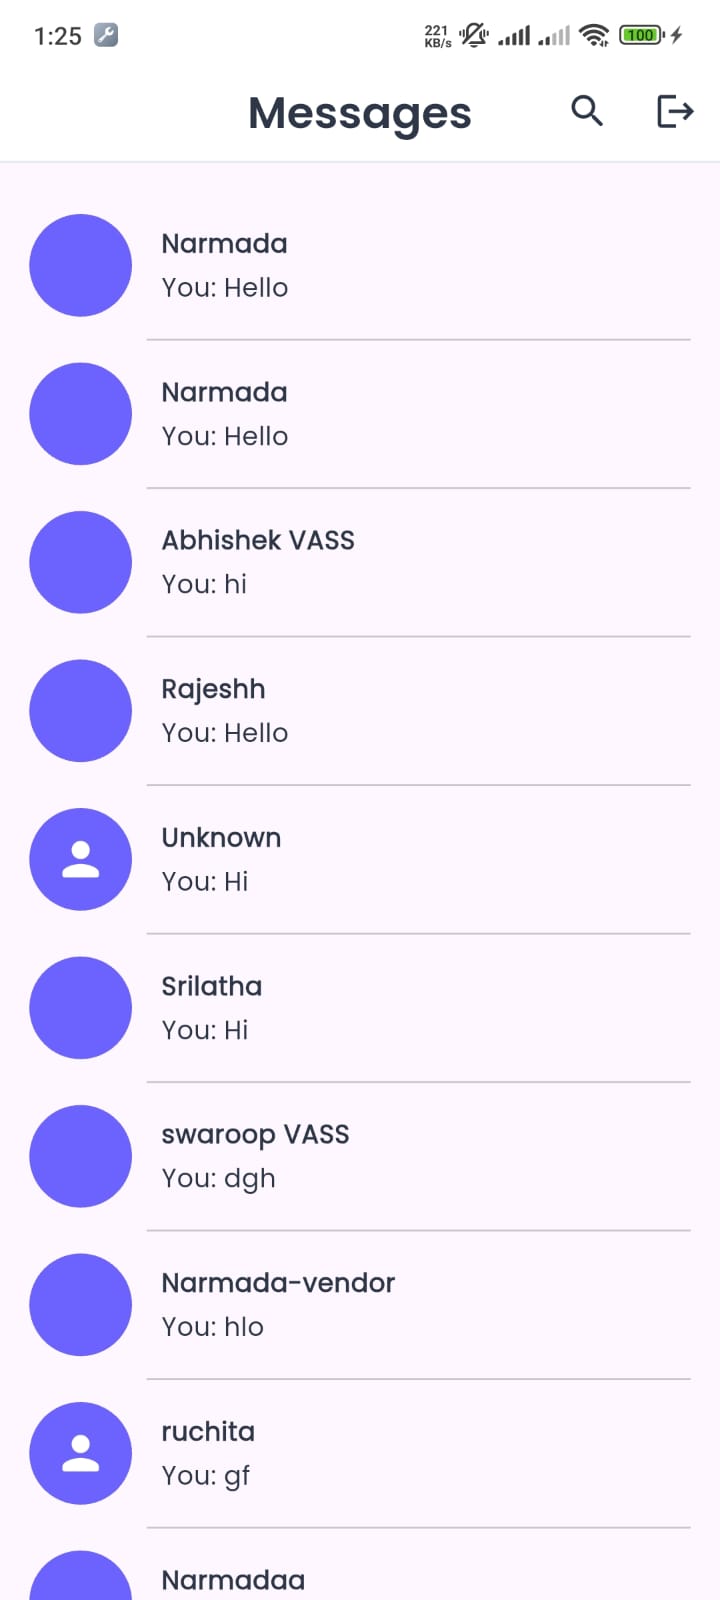 1:25 221 KB/s 100
Messages
Narmada
You: Hello
Narmada
You: Hello
Abhishek VASS
You: hi
Rajeshh
You: Hello
Unknown
You: Hi
Srilatha
You: Hi
swaroop VASS
You: dgh
Narmada-vendor
You: hlo
ruchita
You: gf
Narmadaa